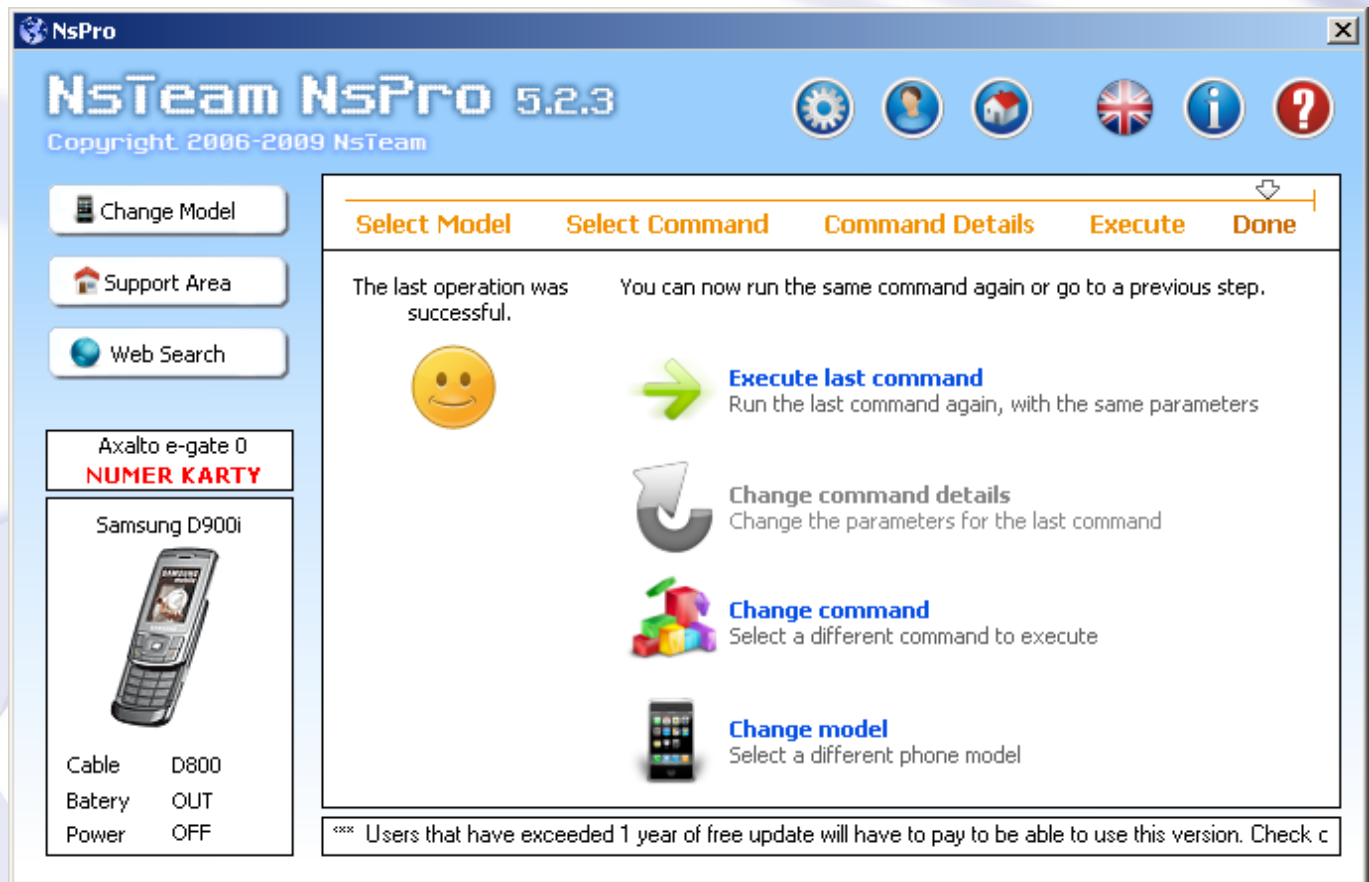 NsPro
NsTeam NsPro 5.2.3
Copyright 2006-2009 NsTeam
Change Model
Support Area
Web Search
Axalto e-gate 0
NUMER KARTY
Samsung D900i
Cable D800
Batery OUT
Power OFF
Select Model Select Command Command Details Execute Done
The last operation was
successful.
You can now run the same command again or go to a previous step.
Execute last command
Run the last command again, with the same parameters
Change command details
Change the parameters for the last command
Change command
Select a different command to execute
Change model
Select a different phone model
Users that have exceeded 1 year of free update will have to pay to be able to use this version. Check